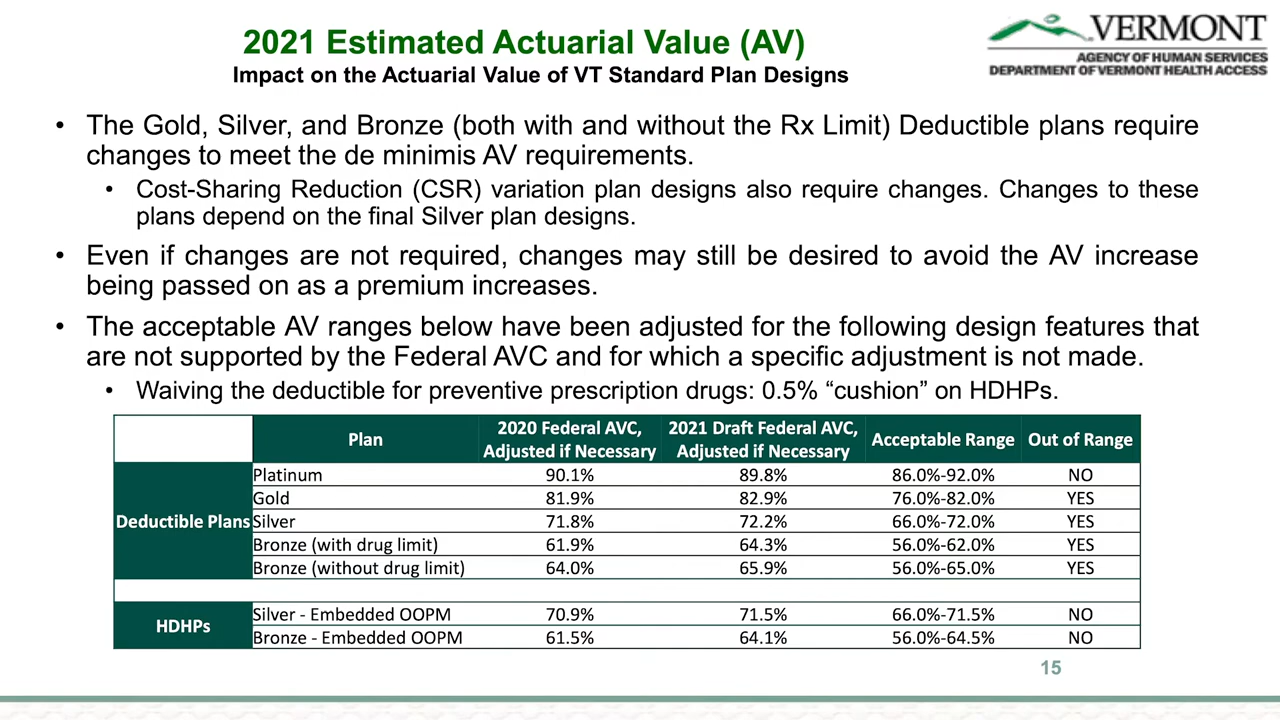 2021 Estimated Actuarial Value (AV)
Impact on the Actuarial Value of VT Standard Plan Designs
VERMONT
AGENCY OF HUMAN SERVICES
DEPARTMENT OF VERMONT HEALTH ACCESS
• The Gold, Silver, and Bronze (both with and without the Rx Limit) Deductible plans require
changes to meet the de minimis AV requirements.
• Cost-Sharing Reduction (CSR) variation plan designs also require changes. Changes to these
plans depend on the final Silver plan designs.
• Even if changes are not required, changes may still be desired to avoid the AV increase
being passed on as a premium increases.
• The acceptable AV ranges below have been adjusted for the following design features that
are not supported by the Federal AVC and for which a specific adjustment is not made.
• Waiving the deductible for preventive prescription drugs: 0.5% “cushion” on HDHPs.
Plan 2020 Federal AVC, Adjusted if Necessary 2021 Draft Federal AVC, Adjusted if Necessary Acceptable Range Out of Range
Deductible Plans
Platinum 90.1% 89.8% 86.0%-92.0% NO
Gold 81.9% 82.9% 76.0%-82.0% YES
Silver 71.8% 72.2% 66.0%-72.0% YES
Bronze (with drug limit) 61.9% 64.3% 56.0%-62.0% YES
Bronze (without drug limit) 64.0% 65.9% 56.0%-65.0% YES
HDHPs
Silver - Embedded OOPM 70.9% 71.5% 66.0%-71.5% NO
Bronze - Embedded OOPM 61.5% 64.1% 56.0%-64.5% NO
15